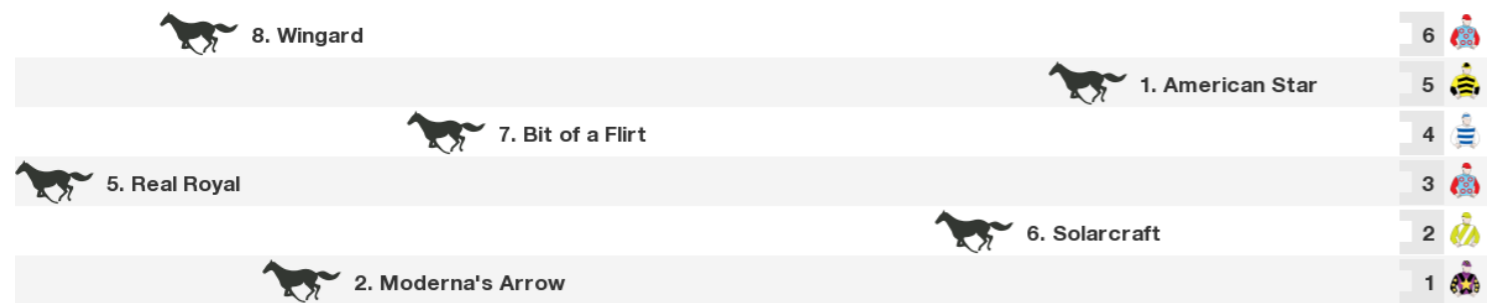 8. Wingard 6
1. American Star 5
7. Bit of a Flirt 4
5. Real Royal 3
6. Solarcraft 2
2. Moderna's Arrow 1